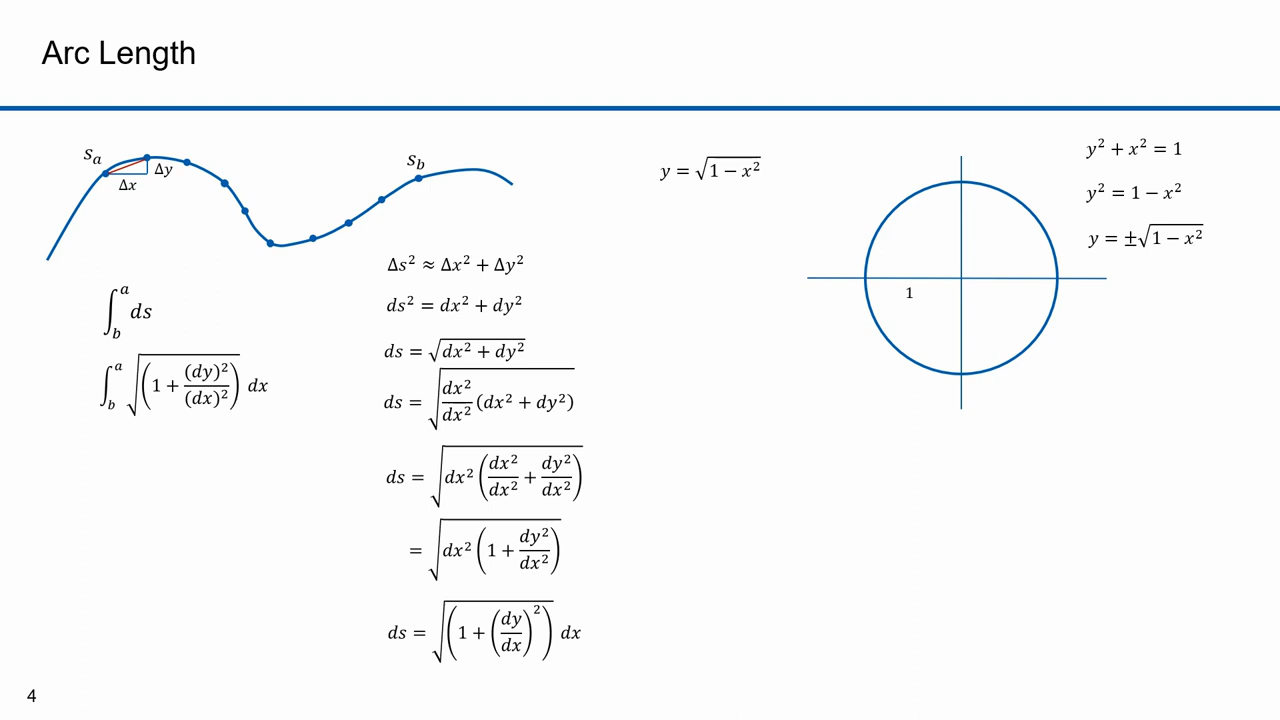 Arc Length
s_a
Δy
Δx
s_b
∫_b^a ds
∫_b^a √(1 + (dy)²/(dx)²) dx
Δs² ≈ Δx² + Δy²
ds² = dx² + dy²
ds = √(dx² + dy²)
ds = √(dx²/dx² (dx² + dy²))
ds = √(dx² (dx²/dx² + dy²/dx²))
= √(dx² (1 + dy²/dx²))
ds = √(1 + (dy/dx)²) dx
y = √(1 − x²)
1
y² + x² = 1
y² = 1 − x²
y = ±√(1 − x²)
4